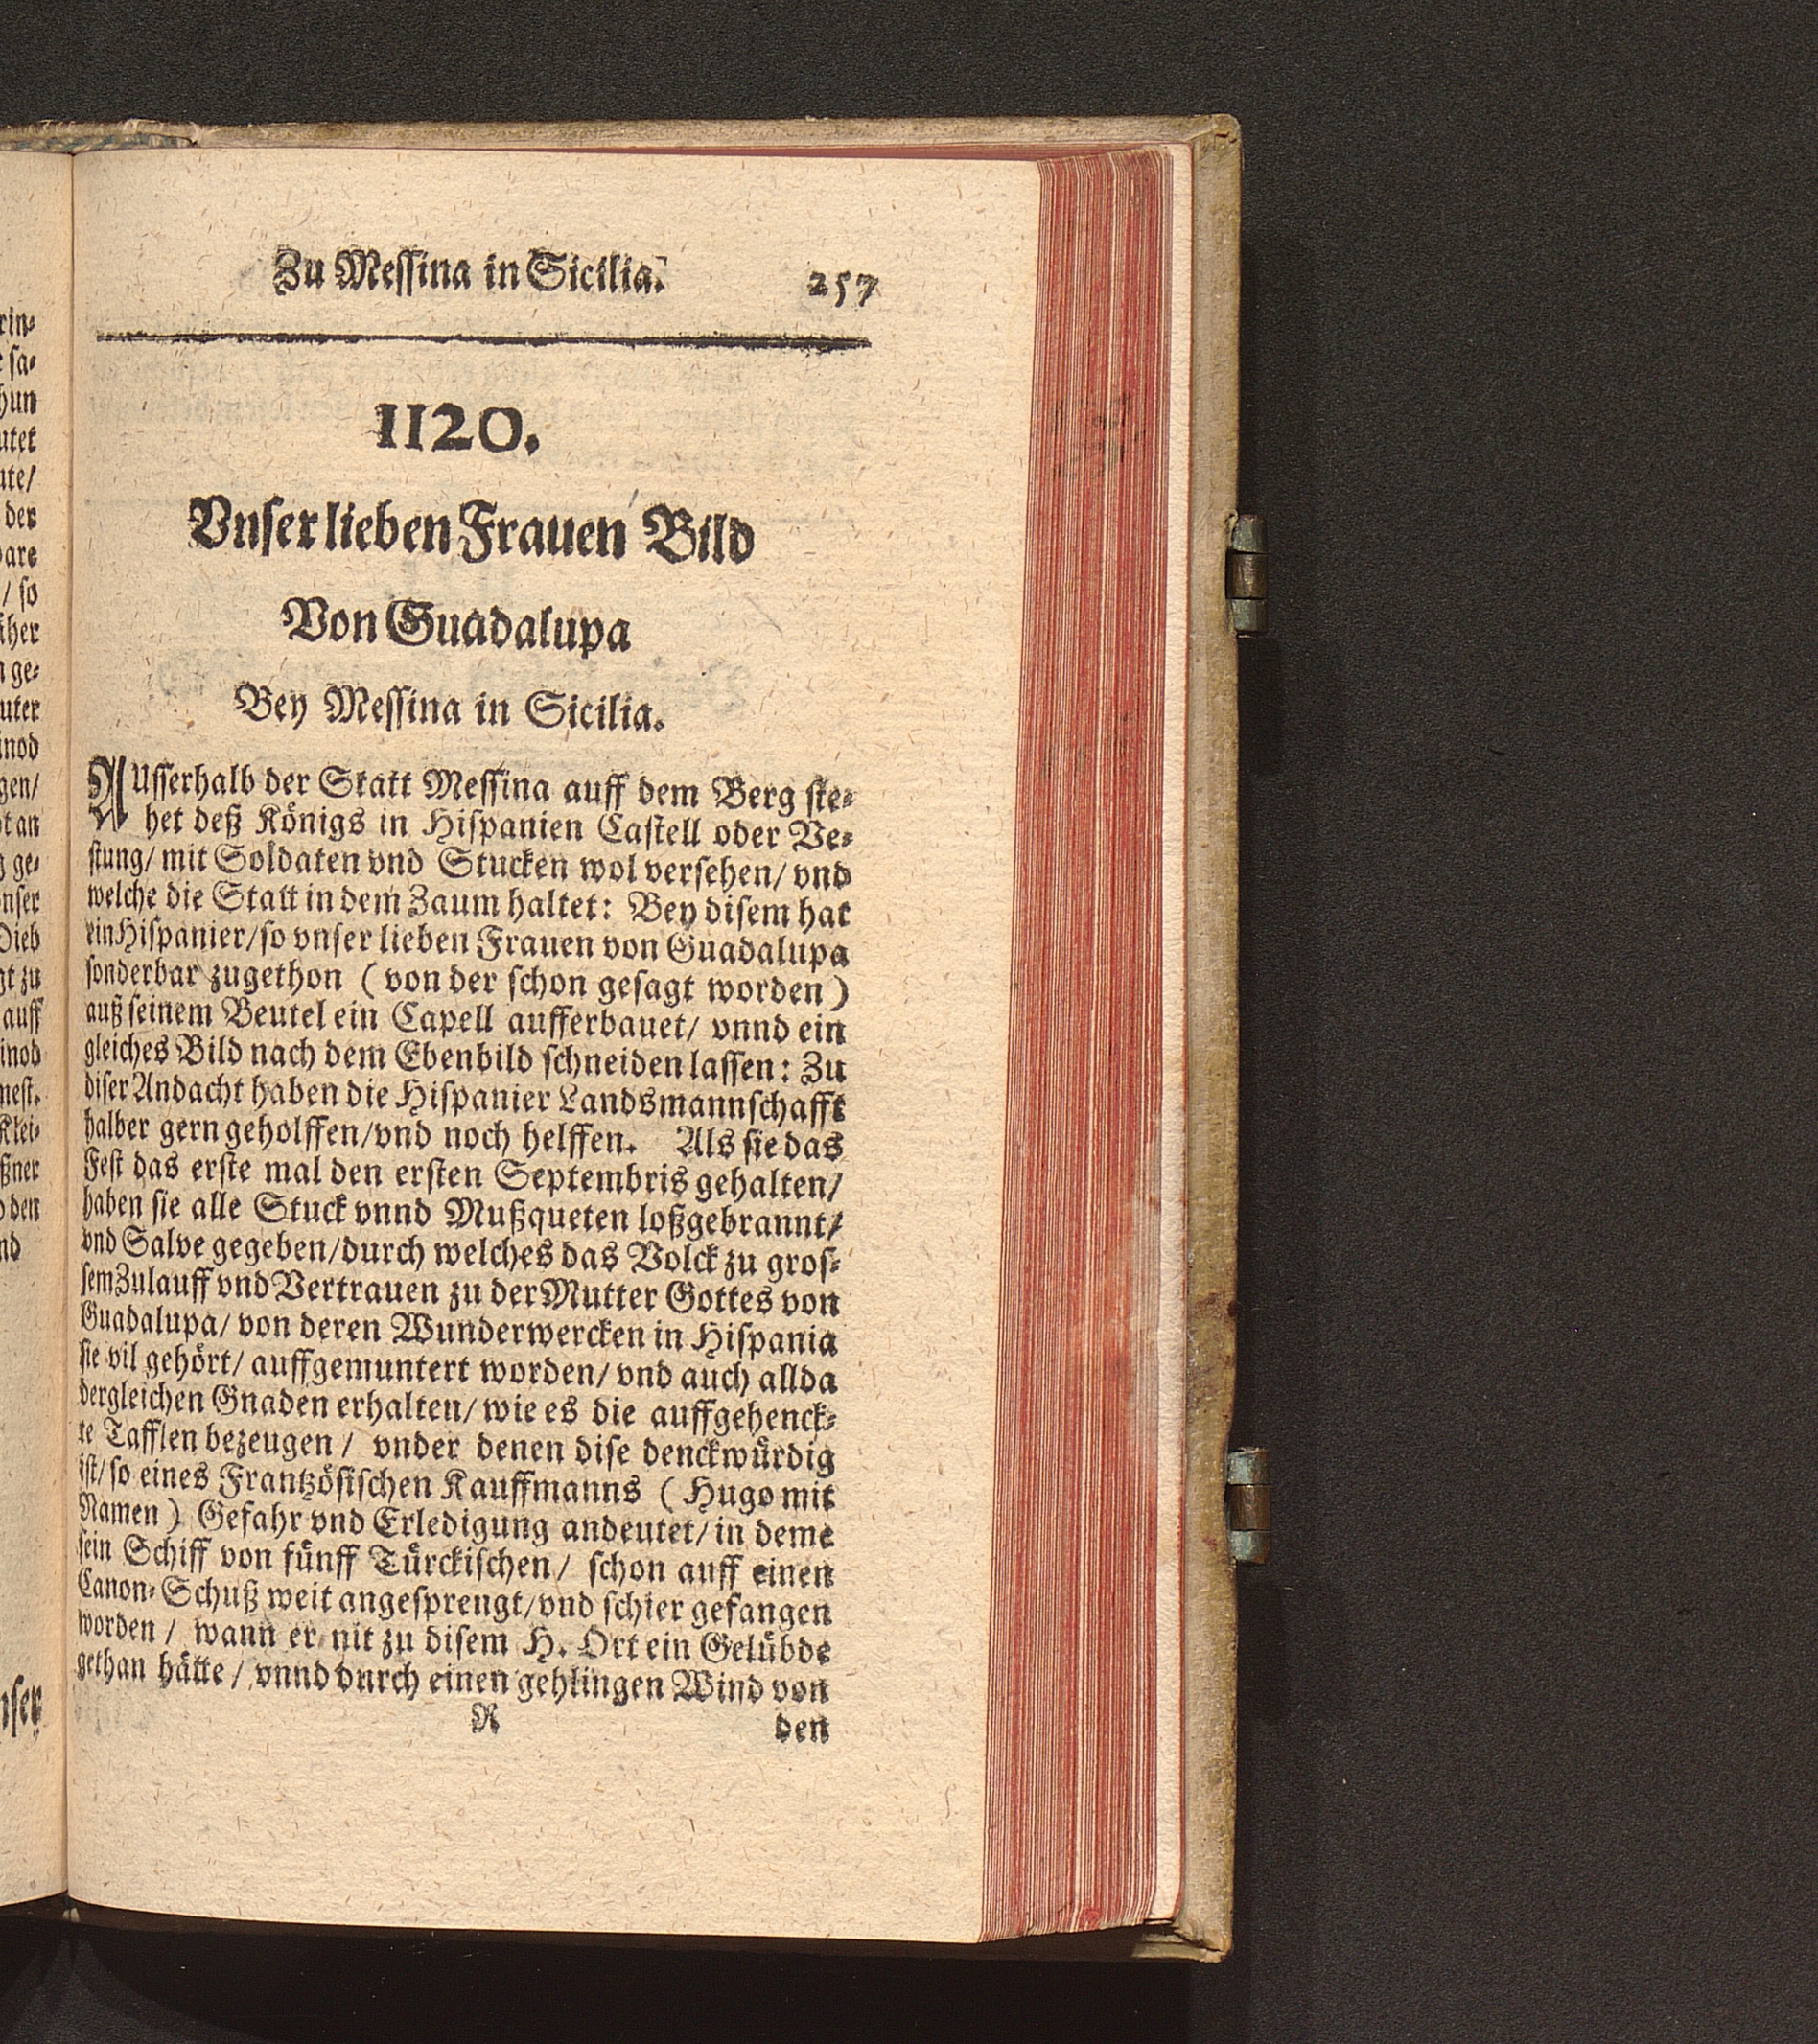 Zu Messina in Sicilia. 257
1120.
Vnser lieben Frauen Bild
Von Guadalupa
Bey Messina in Sicilia.
AUsserhalb der Statt Messina auff dem Berg ste-
het deß Königs in Hispanien Castell oder Ve-
stung/ mit Soldaten vnd Stucken wol versehen/ vnd
welche die Statt in dem Zaum haltet: Bey disem hat
ein Hispanier/ so vnser lieben Frauen von Guadalupa
sonderbar zugethon ( von der schon gesagt worden )
auß seinem Beutel ein Capell aufferbauet/ vnnd ein
gleiches Bild nach dem Ebenbild schneiden lassen: Zu
diser Andacht haben die Hispanier Landsmannschafft
halber gern geholffen/ vnd noch helffen. Als sie das
Fest das erste mal den ersten Septembris gehalten/
haben sie alle Stuck vnnd Mußqueten loßgebrannt/
vnd Salve gegeben/ durch welches das Volck zu gros-
sem Zulauff vnd Vertrauen zu der Mutter Gottes von
Guadalupa/ von deren Wunderwercken in Hispania
sie vil gehört/ auffgemuntert worden/ vnd auch allda
dergleichen Gnaden erhalten/ wie es die auffgehenck-
te Tafflen bezeugen / vnder denen dise denckwürdig
ist/ so eines Frantzösischen Kauffmanns ( Hugo mit
Namen ) Gefahr vnd Erledigung andeutet/ in deme
sein Schiff von fünff Türckischen/ schon auff einen
Canon-Schuß weit angesprengt/ vnd schier gefangen
worden / wann er nit zu disem H. Ort ein Gelübde
gethan hätte / vnnd durch einen gehlingen Wind von
R den